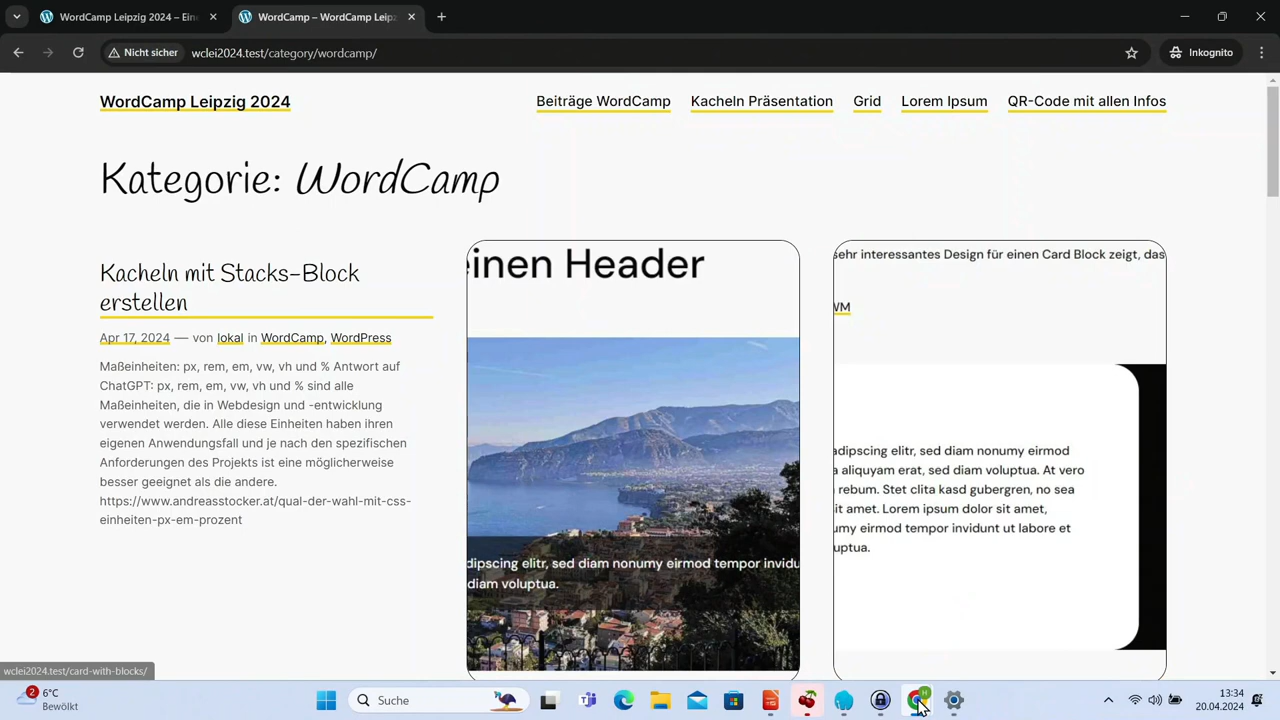 WordCamp Leipzig 2024 – Ein
WordCamp – WordCamp Leipz
Nicht sicher
wclei2024.test/category/wordcamp/
Inkognito
WordCamp Leipzig 2024
Beiträge WordCamp
Kacheln Präsentation
Grid
Lorem Ipsum
QR-Code mit allen Infos
Kategorie: WordCamp
Kacheln mit Stacks-Block
erstellen
Apr 17, 2024 — von lokal in WordCamp, WordPress
Maßeinheiten: px, rem, em, vw, vh und % Antwort auf
ChatGPT: px, rem, em, vw, vh und % sind alle
Maßeinheiten, die in Webdesign und -entwicklung
verwendet werden. Alle diese Einheiten haben ihren
eigenen Anwendungsfall und je nach den spezifischen
Anforderungen des Projekts ist eine möglicherweise
besser geeignet als die andere.
https://www.andreasstocker.at/qual-der-wahl-mit-css-
einheiten-px-em-prozent
einen Header
dipscing elitr, sed diam nonumy eirmod tempor invidu
diam voluptua.
sehr interessantes Design für einen Card Block zeigt, das
WM
adipscing elitr, sed diam nonumy eirmod
a aliquyam erat, sed diam voluptua. At vero
rebum. Stet clita kasd gubergren, no sea
it amet. Lorem ipsum dolor sit amet,
umy eirmod tempor invidunt ut labore et
uptua.
wclei2024.test/card-with-blocks/
2
6°C
Bewölkt
Suche
13:34
20.04.2024